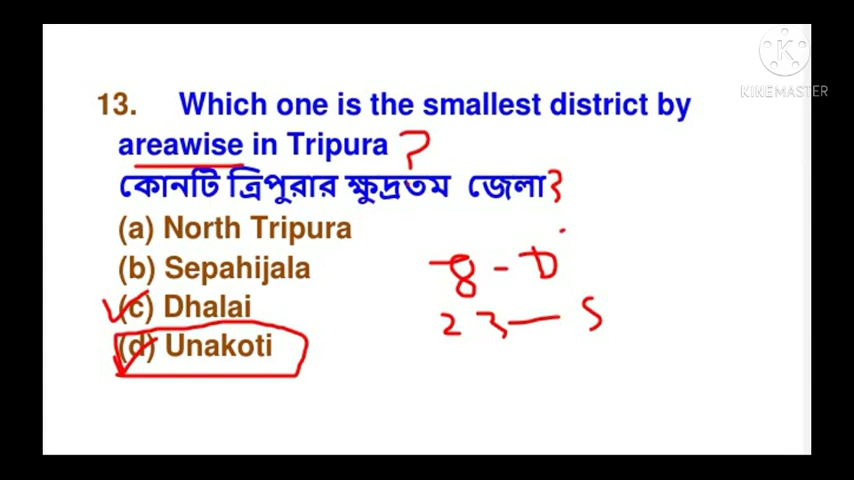 KINEMASTER
13. Which one is the smallest district by
areawise in Tripura ?
কোনটি ত্রিপুরার ক্ষুদ্রতম জেলা?
(a) North Tripura
(b) Sepahijala
(c) Dhalai
(d) Unakoti
8 - D
23 — S